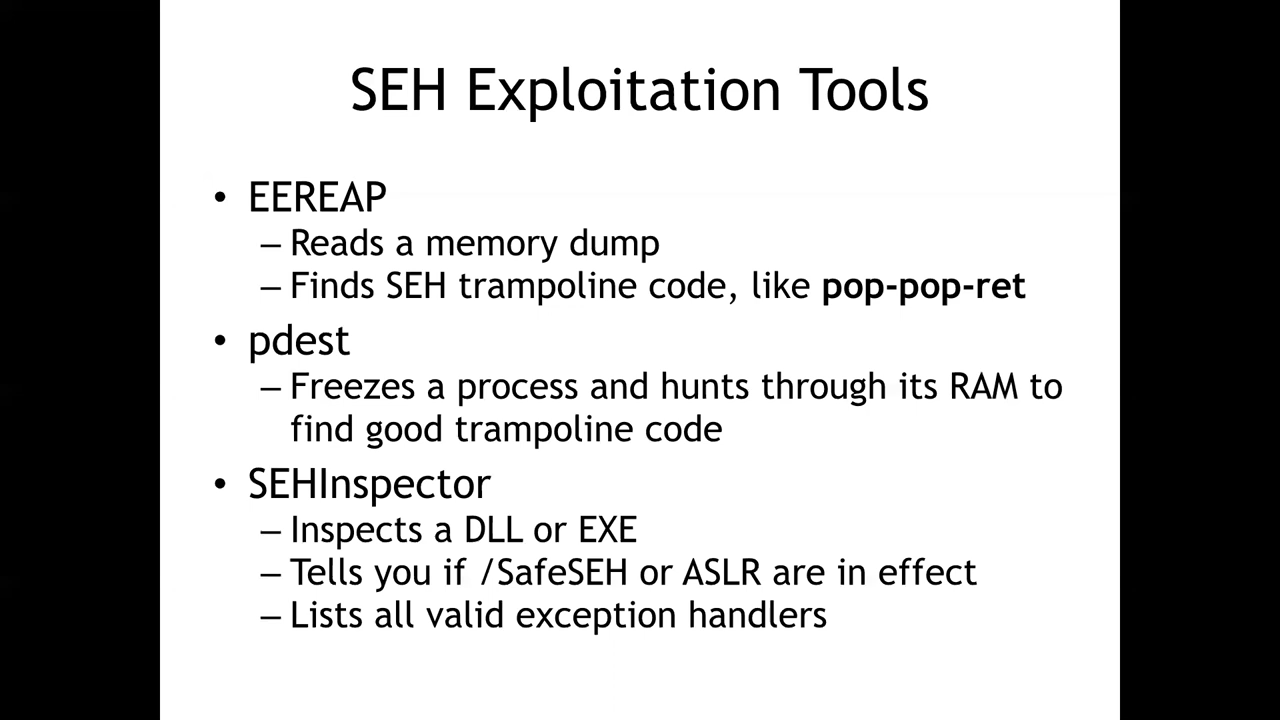 SEH Exploitation Tools
• EEREAP
– Reads a memory dump
– Finds SEH trampoline code, like pop-pop-ret
• pdest
– Freezes a process and hunts through its RAM to
find good trampoline code
• SEHInspector
– Inspects a DLL or EXE
– Tells you if /SafeSEH or ASLR are in effect
– Lists all valid exception handlers